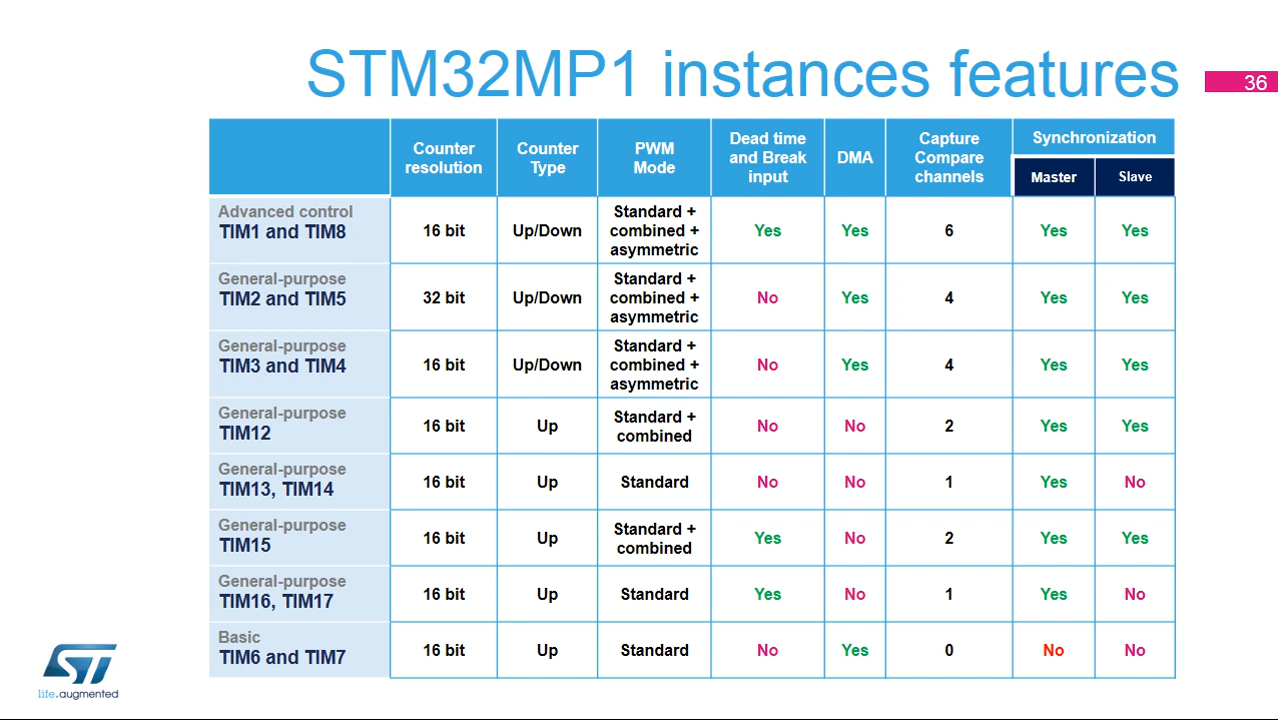 STM32MP1 instances features
36
Counter resolution
Counter Type
PWM Mode
Dead time and Break input
DMA
Capture Compare channels
Synchronization
Master
Slave
Advanced control
TIM1 and TIM8
16 bit
Up/Down
Standard + combined + asymmetric
Yes
Yes
6
Yes
Yes
General-purpose
TIM2 and TIM5
32 bit
Up/Down
Standard + combined + asymmetric
No
Yes
4
Yes
Yes
General-purpose
TIM3 and TIM4
16 bit
Up/Down
Standard + combined + asymmetric
No
Yes
4
Yes
Yes
General-purpose
TIM12
16 bit
Up
Standard + combined
No
No
2
Yes
Yes
General-purpose
TIM13, TIM14
16 bit
Up
Standard
No
No
1
Yes
No
General-purpose
TIM15
16 bit
Up
Standard + combined
Yes
No
2
Yes
Yes
General-purpose
TIM16, TIM17
16 bit
Up
Standard
Yes
No
1
Yes
No
Basic
TIM6 and TIM7
16 bit
Up
Standard
No
Yes
0
No
No
ST
life.augmented